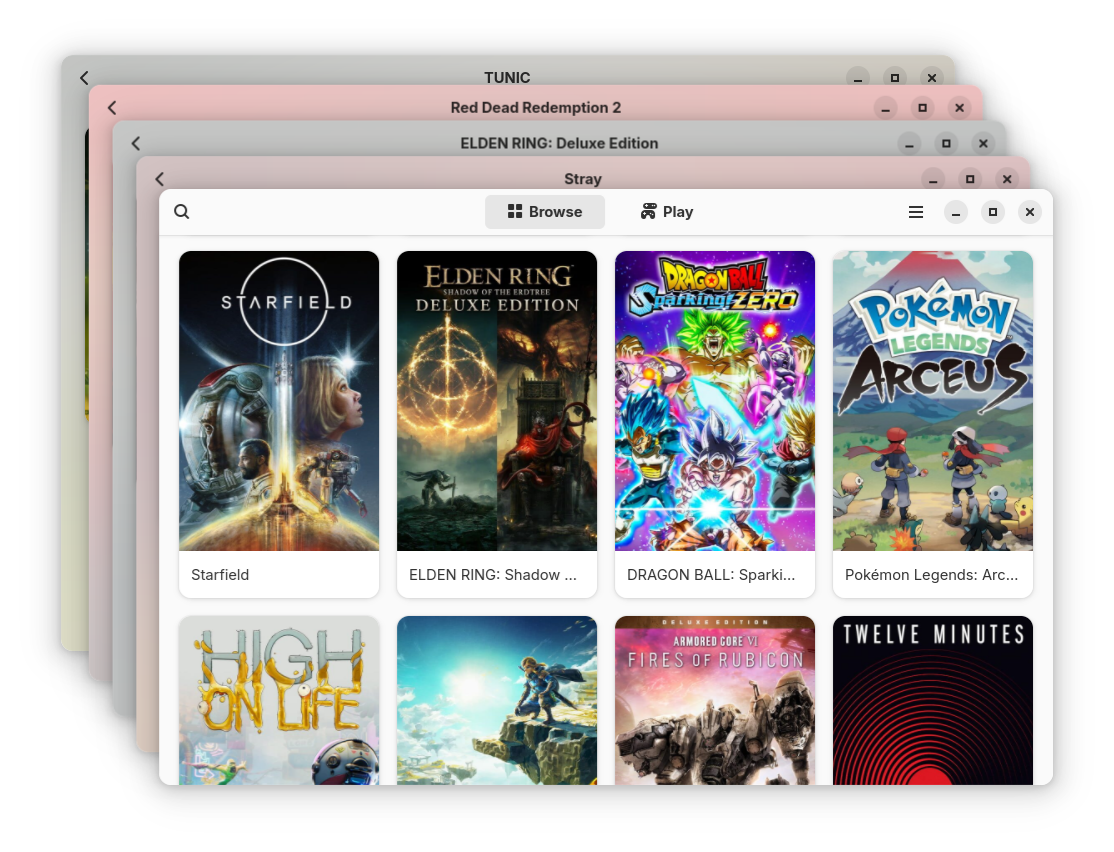 TUNIC
Red Dead Redemption 2
ELDEN RING: Deluxe Edition
Stray
Browse
Play
STARFIELD
ELDEN RING
SHADOW OF THE ERDTREE
DELUXE EDITION
DRAGON BALL
Sparking! ZERO
POKéMON
LEGENDS
ARCEUS
Starfield
ELDEN RING: Shadow ...
DRAGON BALL: Sparki...
Pokémon Legends: Arc...
HIGH
ON LIFE
DELUXE EDITION
ARMORED CORE VI
FIRES OF RUBICON
TWELVE MINUTES